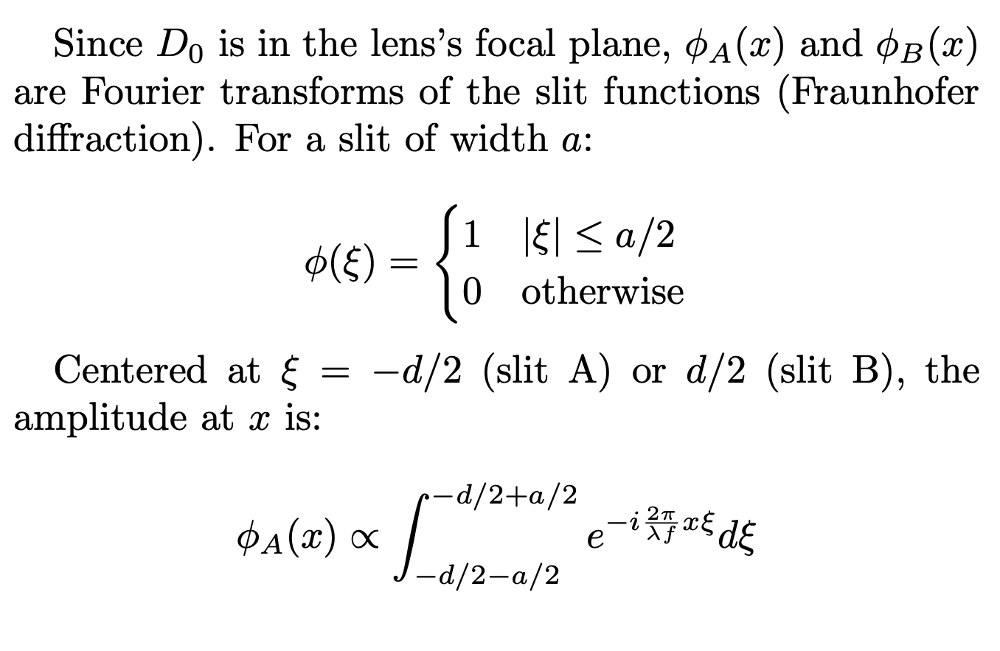 Since $D_0$ is in the lens's focal plane, $\phi_A(x)$ and $\phi_B(x)$
are Fourier transforms of the slit functions (Fraunhofer
diffraction). For a slit of width $a$:
$\phi(\xi) = \begin{cases} 1 & |\xi| \leq a/2 \\ 0 & \text{otherwise} \end{cases}$
Centered at $\xi = -d/2$ (slit A) or $d/2$ (slit B), the
amplitude at $x$ is:
$\phi_A(x) \propto \int_{-d/2-a/2}^{-d/2+a/2} e^{-i\frac{2\pi}{\lambda f}x\xi} d\xi$